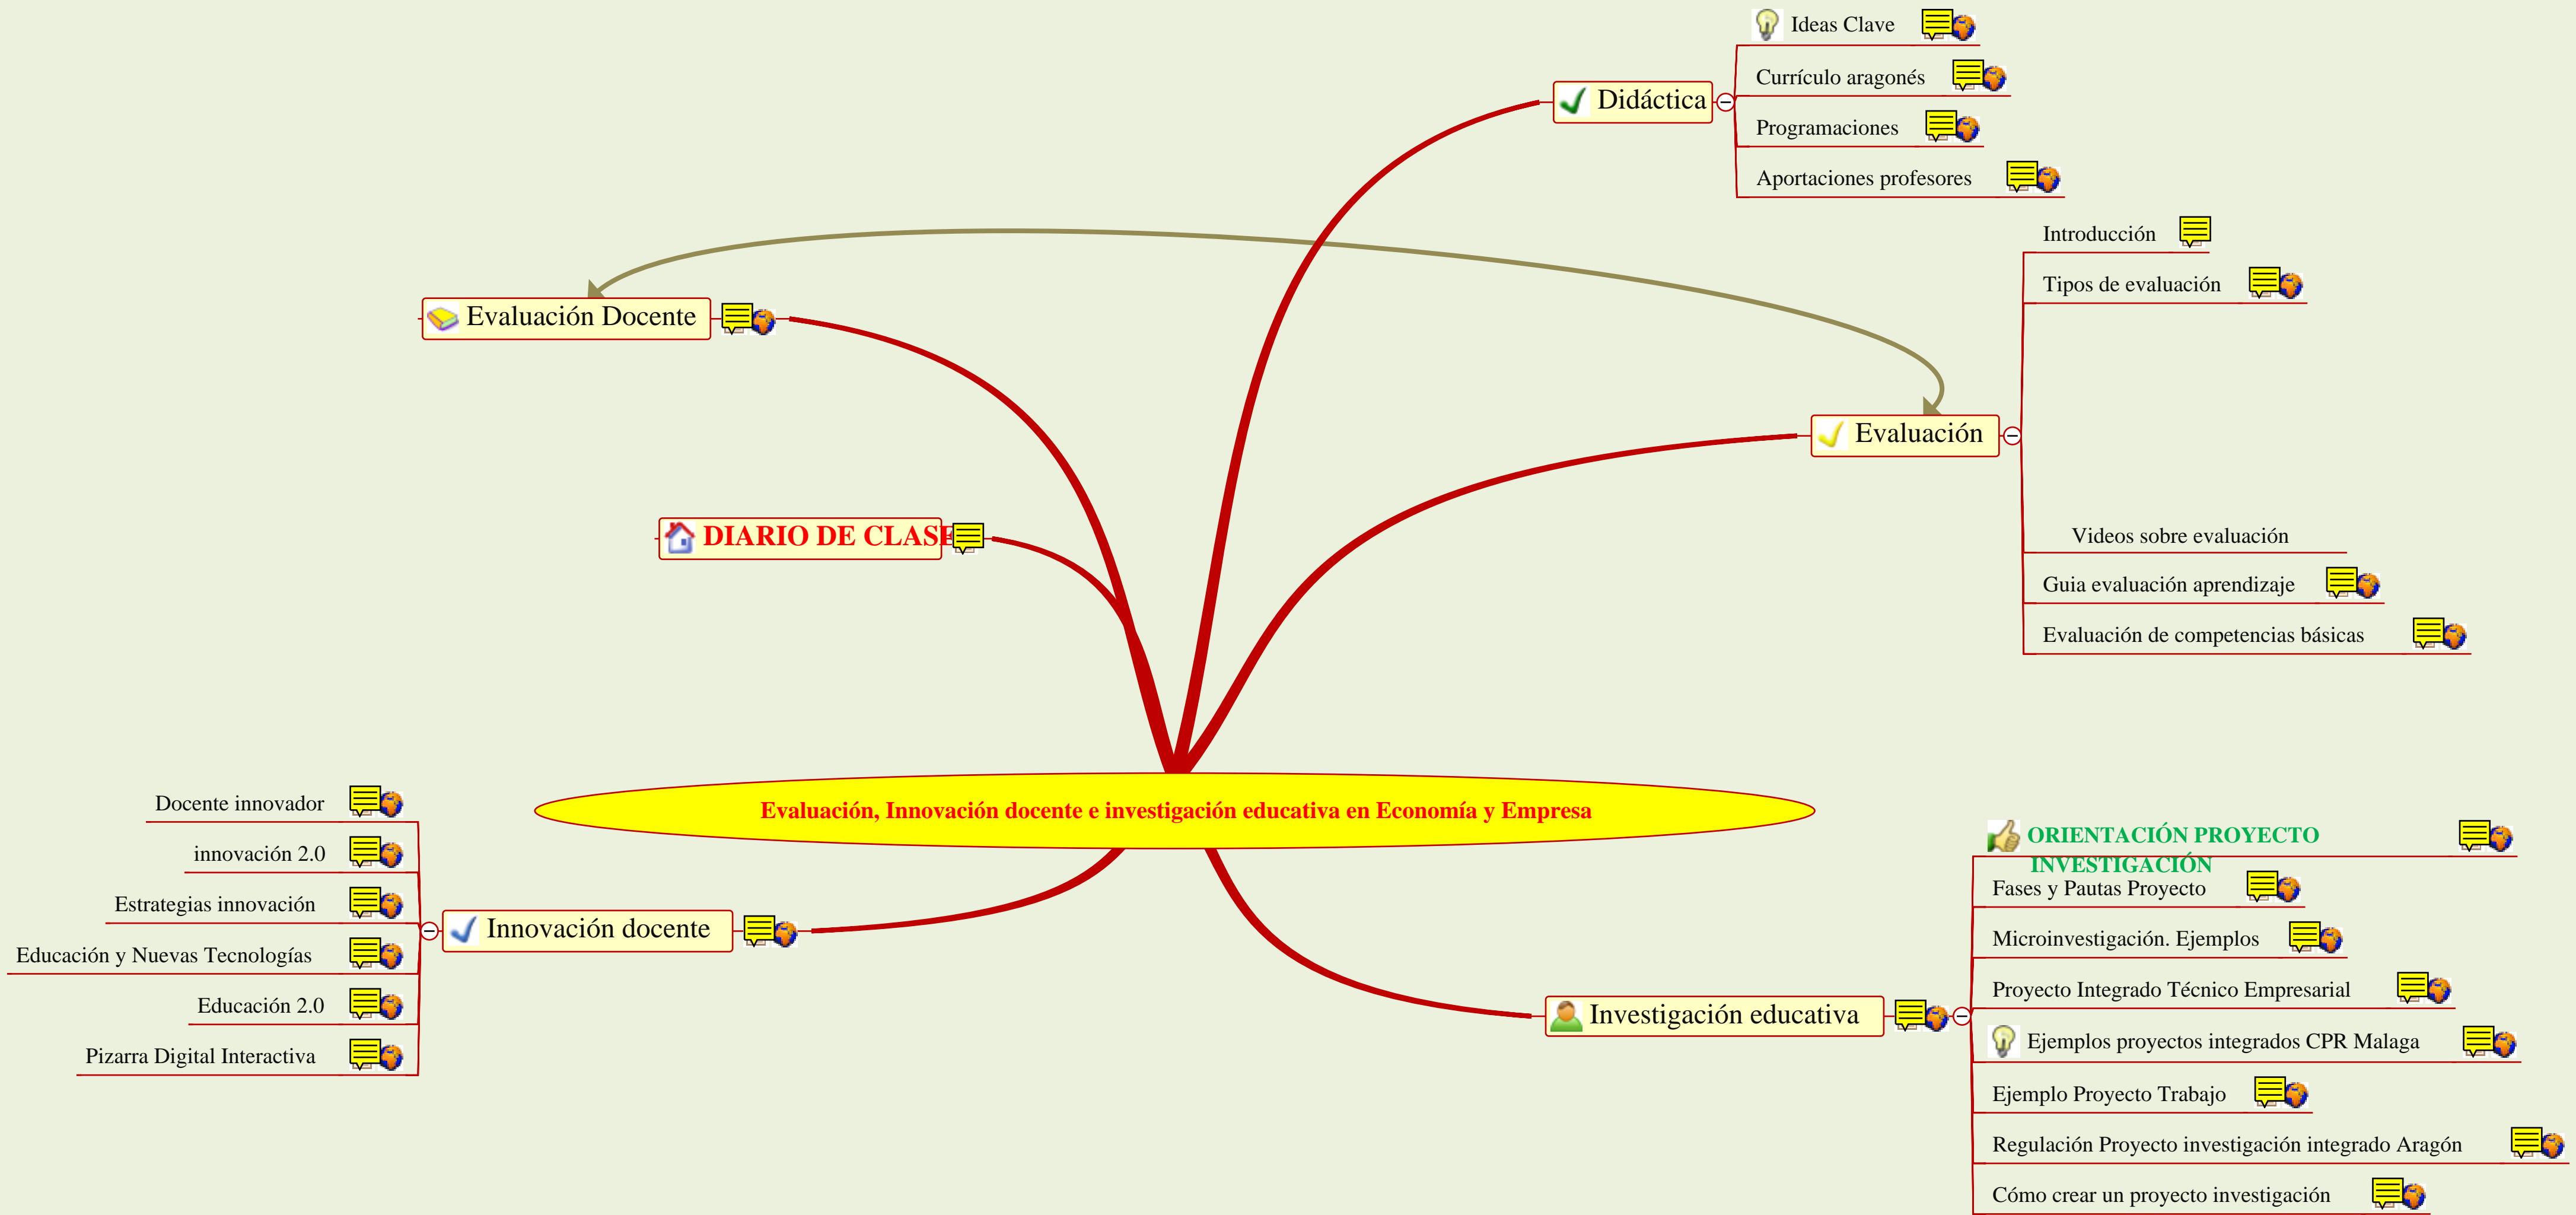 Ideas Clave
Currículo aragonés
Didáctica
Programaciones
Aportaciones profesores
Introducción
Tipos de evaluación
Evaluación Docente
Evaluación
DIARIO DE CLASE
Videos sobre evaluación
Guia evaluación aprendizaje
Evaluación de competencias básicas
Evaluación, Innovación docente e investigación educativa en Economía y Empresa
Docente innovador
innovación 2.0
Estrategias innovación
Innovación docente
Educación y Nuevas Tecnologías
Educación 2.0
Pizarra Digital Interactiva
Investigación educativa
ORIENTACIÓN PROYECTO
INVESTIGACIÓN
Fases y Pautas Proyecto
Microinvestigación. Ejemplos
Proyecto Integrado Técnico Empresarial
Ejemplos proyectos integrados CPR Malaga
Ejemplo Proyecto Trabajo
Regulación Proyecto investigación integrado Aragón
Cómo crear un proyecto investigación